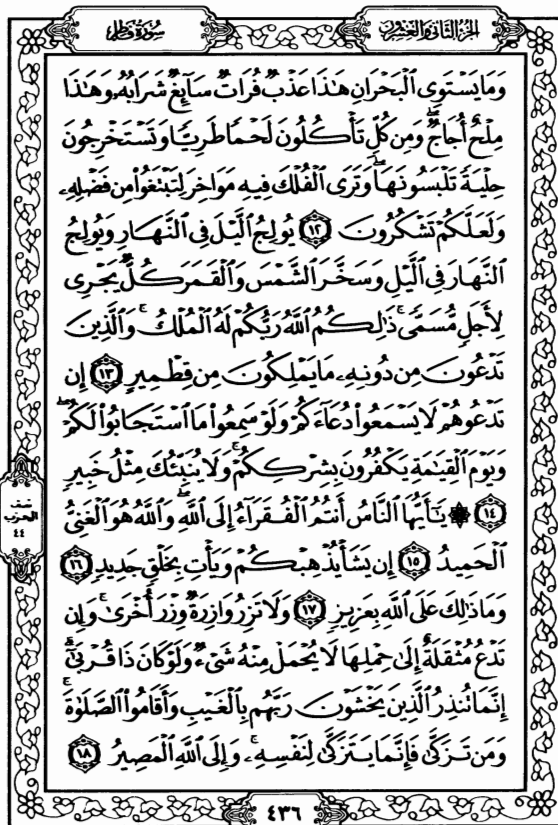 الجزء الثاني والعشرون
سورة فاطر
وَمَا يَسْتَوِي ٱلْبَحْرَانِ هَٰذَا عَذْبٌ فُرَاتٌ سَآئِغٌ شَرَابُهُۥ وَهَٰذَا
مِلْحٌ أُجَاجٌ ۖ وَمِن كُلٍّ تَأْكُلُونَ لَحْمًا طَرِيًّا وَتَسْتَخْرِجُونَ
حِلْيَةً تَلْبَسُونَهَا ۖ وَتَرَى ٱلْفُلْكَ فِيهِ مَوَاخِرَ لِتَبْتَغُوا۟ مِن فَضْلِهِۦ
وَلَعَلَّكُمْ تَشْكُرُونَ ١٢ يُولِجُ ٱلَّيْلَ فِى ٱلنَّهَارِ وَيُولِجُ
ٱلنَّهَارَ فِى ٱلَّيْلِ وَسَخَّرَ ٱلشَّمْسَ وَٱلْقَمَرَ كُلٌّ يَجْرِى
لِأَجَلٍ مُّسَمًّى ۚ ذَٰلِكُمُ ٱللَّهُ رَبُّكُمْ لَهُ ٱلْمُلْكُ ۚ وَٱلَّذِينَ
تَدْعُونَ مِن دُونِهِۦ مَا يَمْلِكُونَ مِن قِطْمِيرٍ ١٣ إِن
تَدْعُوهُمْ لَا يَسْمَعُوا۟ دُعَآءَكُمْ وَلَوْ سَمِعُوا۟ مَا ٱسْتَجَابُوا۟ لَكُمْ ۖ
وَيَوْمَ ٱلْقِيَٰمَةِ يَكْفُرُونَ بِشِرْكِكُمْ ۚ وَلَا يُنَبِّئُكَ مِثْلُ خَبِيرٍ
١٤ ۞ يَٰٓأَيُّهَا ٱلنَّاسُ أَنتُمُ ٱلْفُقَرَآءُ إِلَى ٱللَّهِ ۖ وَٱللَّهُ هُوَ ٱلْغَنِىُّ
ٱلْحَمِيدُ ١٥ إِن يَشَأْ يُذْهِبْكُمْ وَيَأْتِ بِخَلْقٍ جَدِيدٍ ١٦
وَمَا ذَٰلِكَ عَلَى ٱللَّهِ بِعَزِيزٍ ١٧ وَلَا تَزِرُ وَازِرَةٌ وِزْرَ أُخْرَىٰ ۚ وَإِن
تَدْعُ مُثْقَلَةٌ إِلَىٰ حِمْلِهَا لَا يُحْمَلْ مِنْهُ شَىْءٌ وَلَوْ كَانَ ذَا قُرْبَىٰٓ ۗ
إِنَّمَا تُنذِرُ ٱلَّذِينَ يَخْشَوْنَ رَبَّهُم بِٱلْغَيْبِ وَأَقَامُوا۟ ٱلصَّلَوٰةَ ۚ
وَمَن تَزَكَّىٰ فَإِنَّمَا يَتَزَكَّىٰ لِنَفْسِهِۦ ۚ وَإِلَى ٱللَّهِ ٱلْمَصِيرُ ١٨
نصف
الحزب
٤٤
٤٣٦